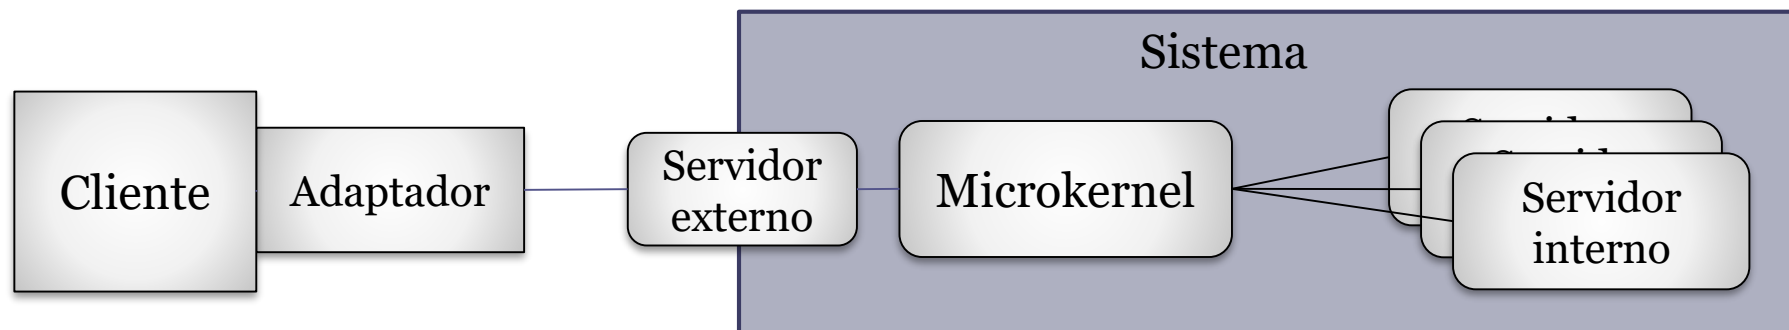 Sistema
Cliente
Adaptador
Servidor
externo
Microkernel
Servidor
interno